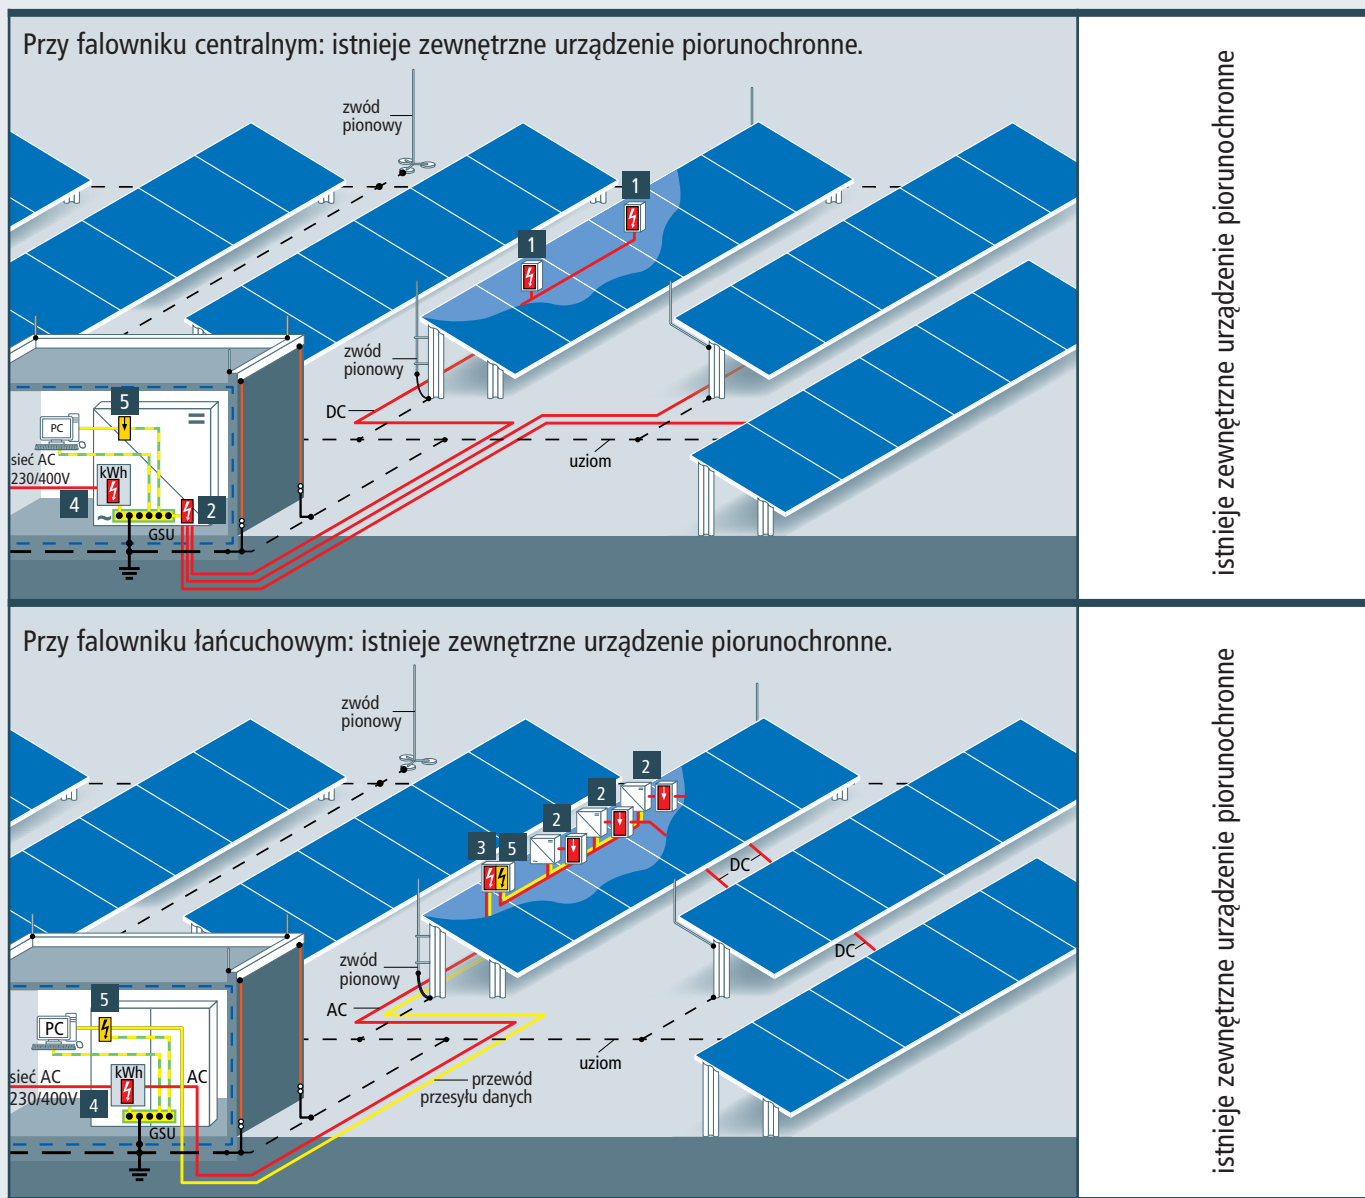 Przy falowniku centralnym: istnieje zewnętrzne urządzenie piorunochronne.
zwód
pionowy
1
1
zwód
pionowy
DC
5
PC
sieć AC
230/400V
kWh
4
2
~
GSU
uziom
istnieje zewnętrzne urządzenie piorunochronne
Przy falowniku łańcuchowym: istnieje zewnętrzne urządzenie piorunochronne.
zwód
pionowy
2
2
2
3
5
DC
DC
zwód
pionowy
AC
5
PC
sieć AC
230/400V
kWh
AC
4
GSU
uziom
przewód
przesyłu danych
istnieje zewnętrzne urządzenie piorunochronne